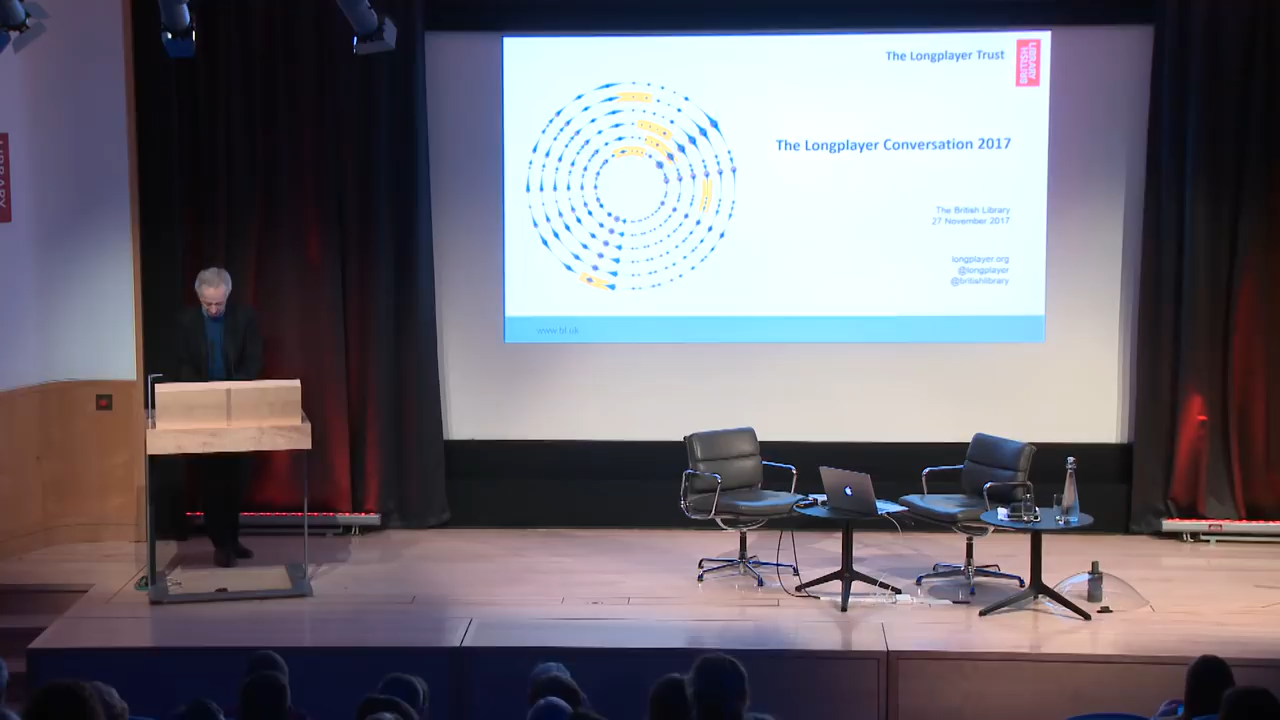 The Longplayer Trust
LIBRARY
BRITISH
The Longplayer Conversation 2017
The British Library
27 November 2017
longplayer.org
@longplayer
@britishlibrary
www.bl.uk
LIBRARY